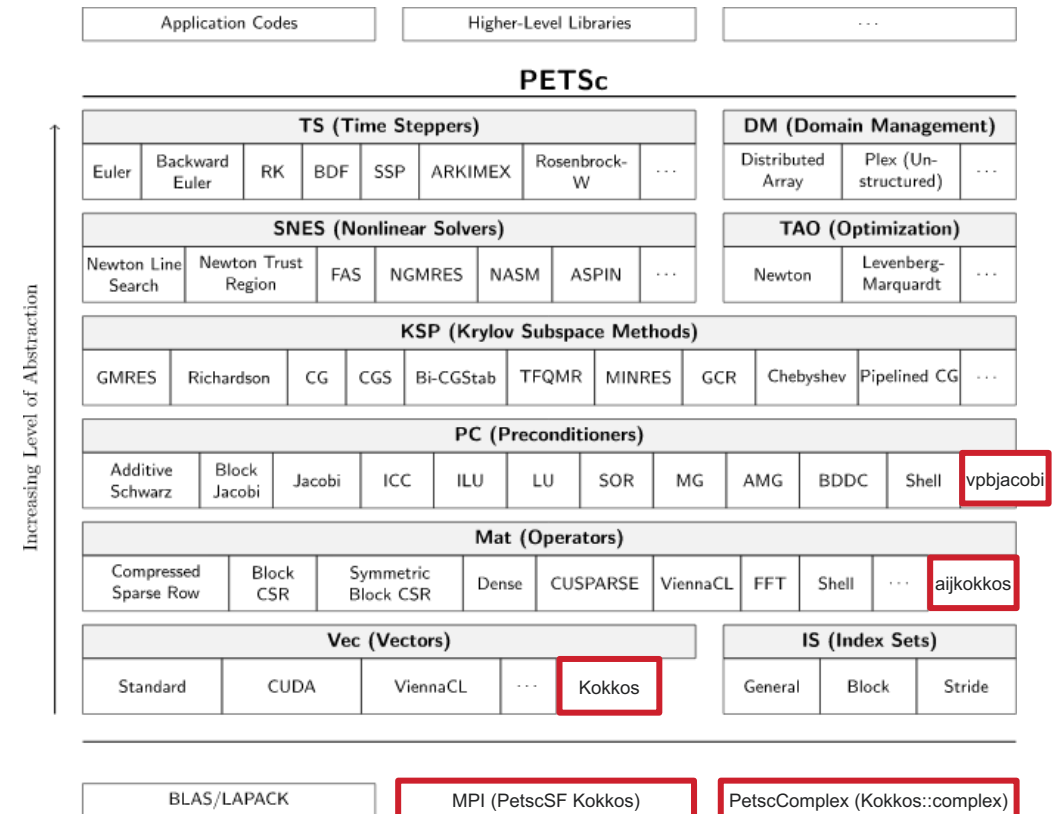 Application Codes
Higher-Level Libraries
...
PETSc
Increasing Level of Abstraction
TS (Time Steppers)
Euler
Backward
Euler
RK
BDF
SSP
ARKIMEX
Rosenbrock-
W
...
DM (Domain Management)
Distributed
Array
Plex (Un-
structured)
...
SNES (Nonlinear Solvers)
Newton Line
Search
Newton Trust
Region
FAS
NGMRES
NASM
ASPIN
...
TAO (Optimization)
Newton
Levenberg-
Marquardt
...
KSP (Krylov Subspace Methods)
GMRES
Richardson
CG
CGS
Bi-CGStab
TFQMR
MINRES
GCR
Chebyshev
Pipelined CG
...
PC (Preconditioners)
Additive
Schwarz
Block
Jacobi
Jacobi
ICC
ILU
LU
SOR
MG
AMG
BDDC
Shell
vpbjacobi
Mat (Operators)
Compressed
Sparse Row
Block
CSR
Symmetric
Block CSR
Dense
CUSPARSE
ViennaCL
FFT
Shell
...
aijkokkos
Vec (Vectors)
Standard
CUDA
ViennaCL
...
Kokkos
IS (Index Sets)
General
Block
Stride
BLAS/LAPACK
MPI (PetscSF Kokkos)
PetscComplex (Kokkos::complex)